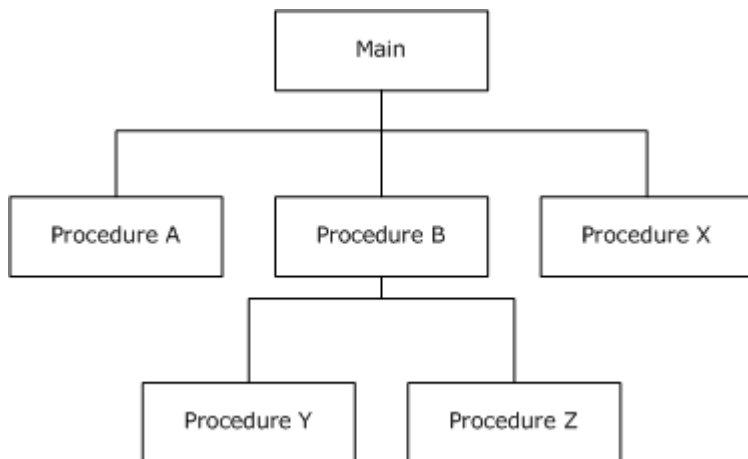 Main
Procedure A
Procedure B
Procedure X
Procedure Y
Procedure Z